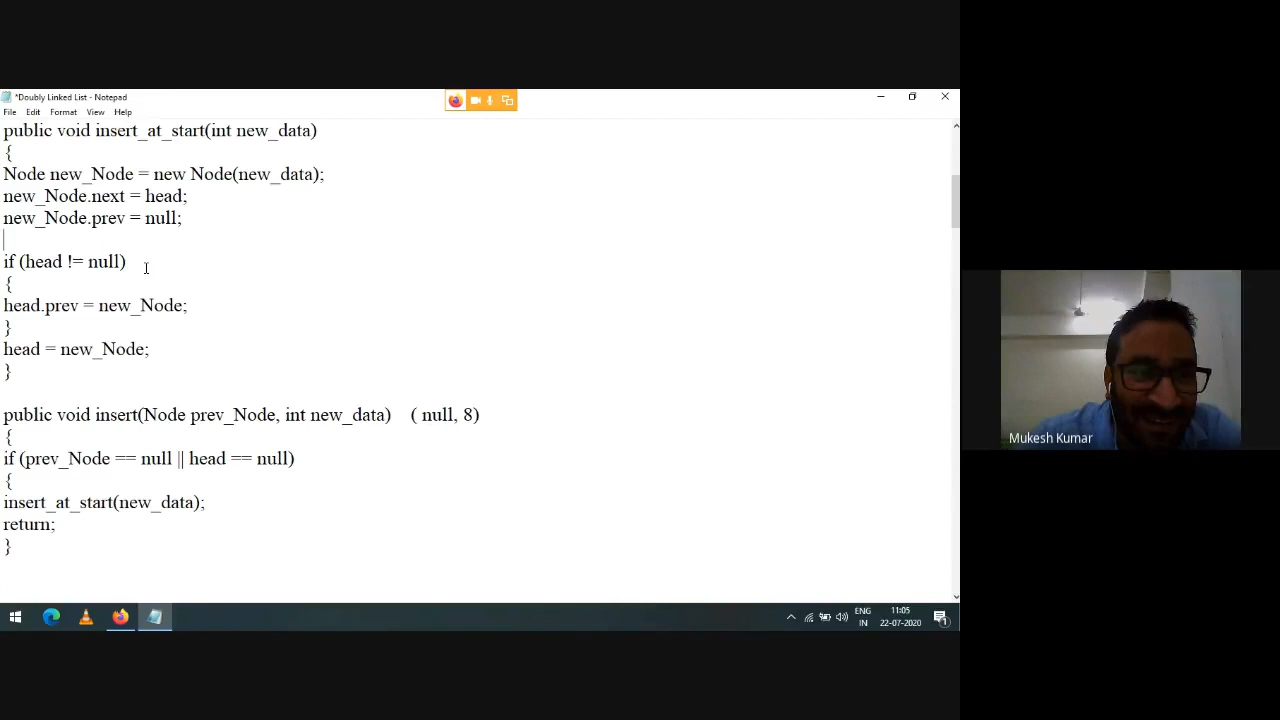 *Doubly Linked List - Notepad
File Edit Format View Help
public void insert_at_start(int new_data)
{
Node new_Node = new Node(new_data);
new_Node.next = head;
new_Node.prev = null;
if (head != null)
{
head.prev = new_Node;
}
head = new_Node;
}
public void insert(Node prev_Node, int new_data) ( null, 8)
{
if (prev_Node == null || head == null)
{
insert_at_start(new_data);
return;
}
Mukesh Kumar
ENG 11:05
IN 22-07-2020 1